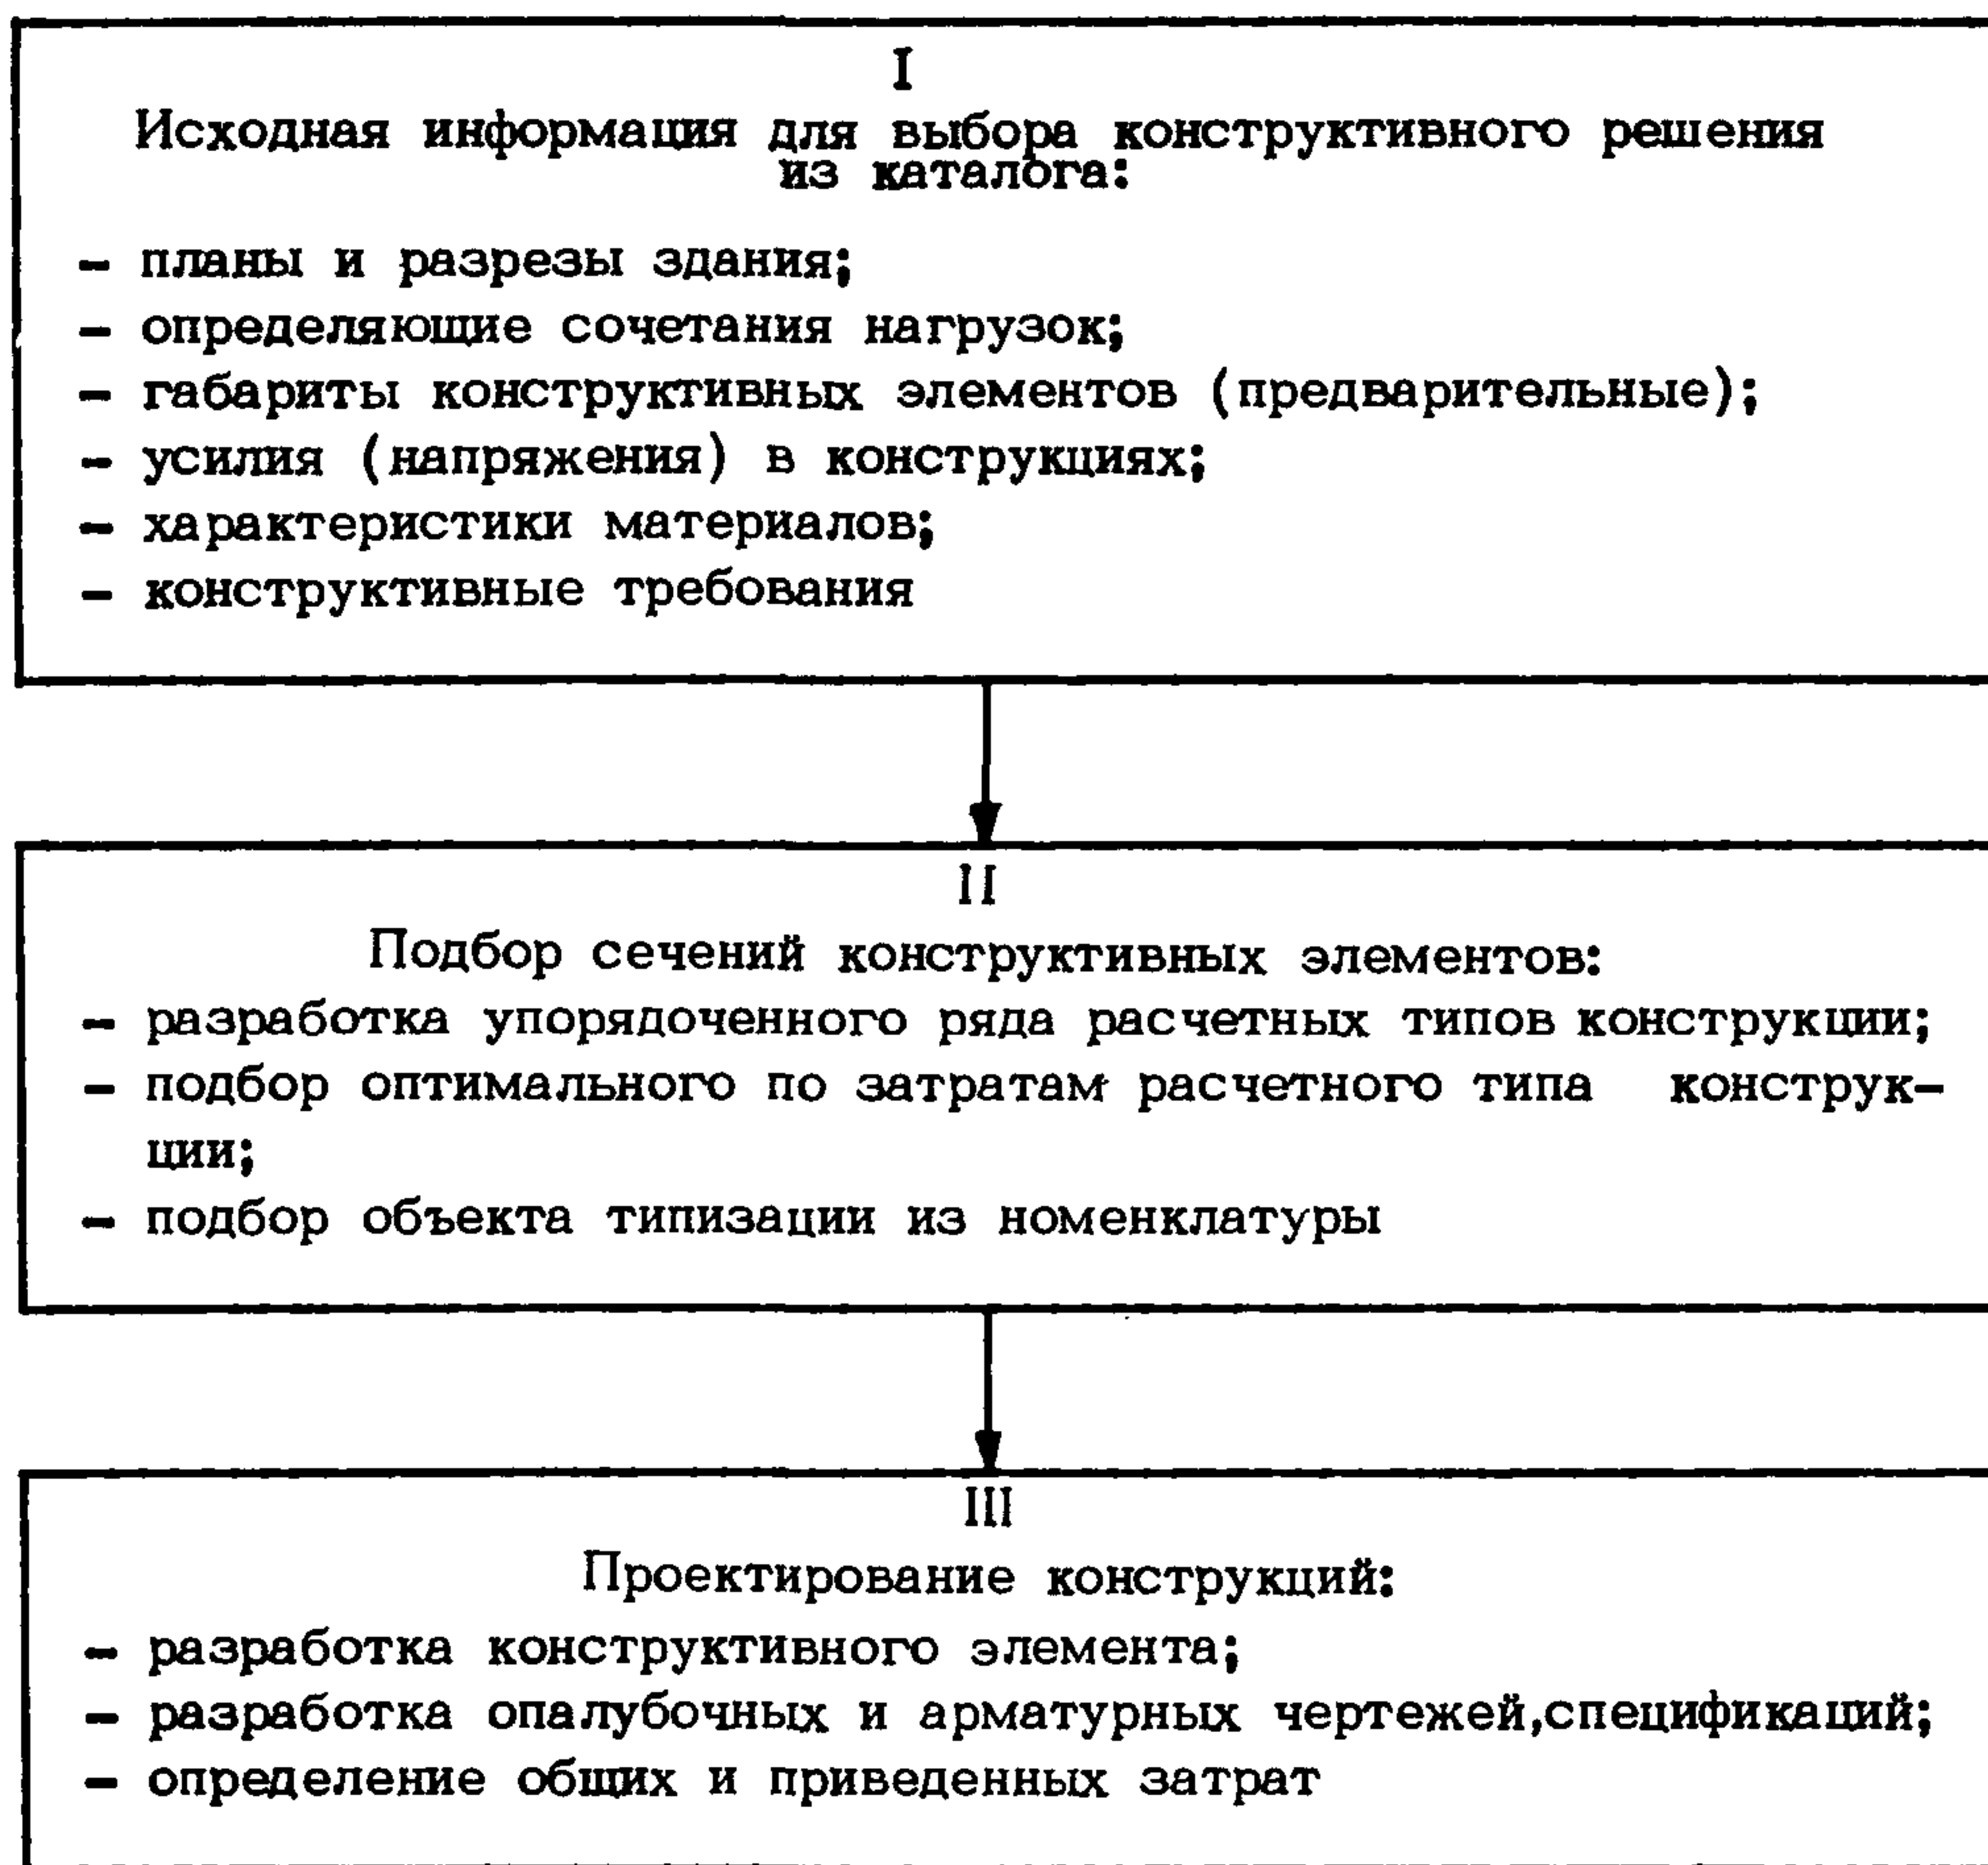 I
Исходная информация для выбора конструктивного решения
из каталога:
– планы и разрезы здания;
– определяющие сочетания нагрузок;
– габариты конструктивных элементов (предварительные);
– усилия (напряжения) в конструкциях;
– характеристики материалов;
– конструктивные требования
II
Подбор сечений конструктивных элементов:
– разработка упорядоченного ряда расчетных типов конструкции;
– подбор оптимального по затратам расчетного типа конструк–
ции;
– подбор объекта типизации из номенклатуры
III
Проектирование конструкций:
– разработка конструктивного элемента;
– разработка опалубочных и арматурных чертежей,спецификаций;
– определение общих и приведенных затрат